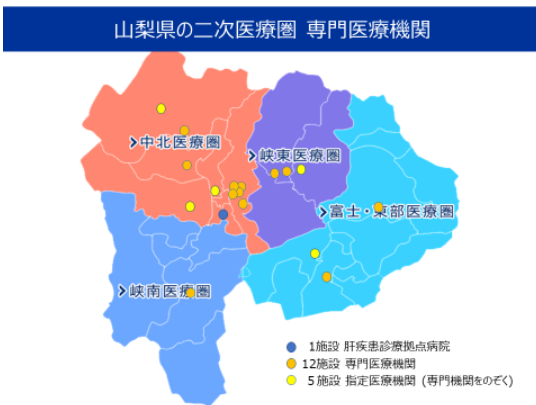 山梨県の二次医療圏 専門医療機関
中北医療圏
峡東医療圏
富士・東部医療圏
峡南医療圏
1施設 肝疾患診療拠点病院
12施設 専門医療機関
5施設 指定医療機関 (専門機関をのぞく)